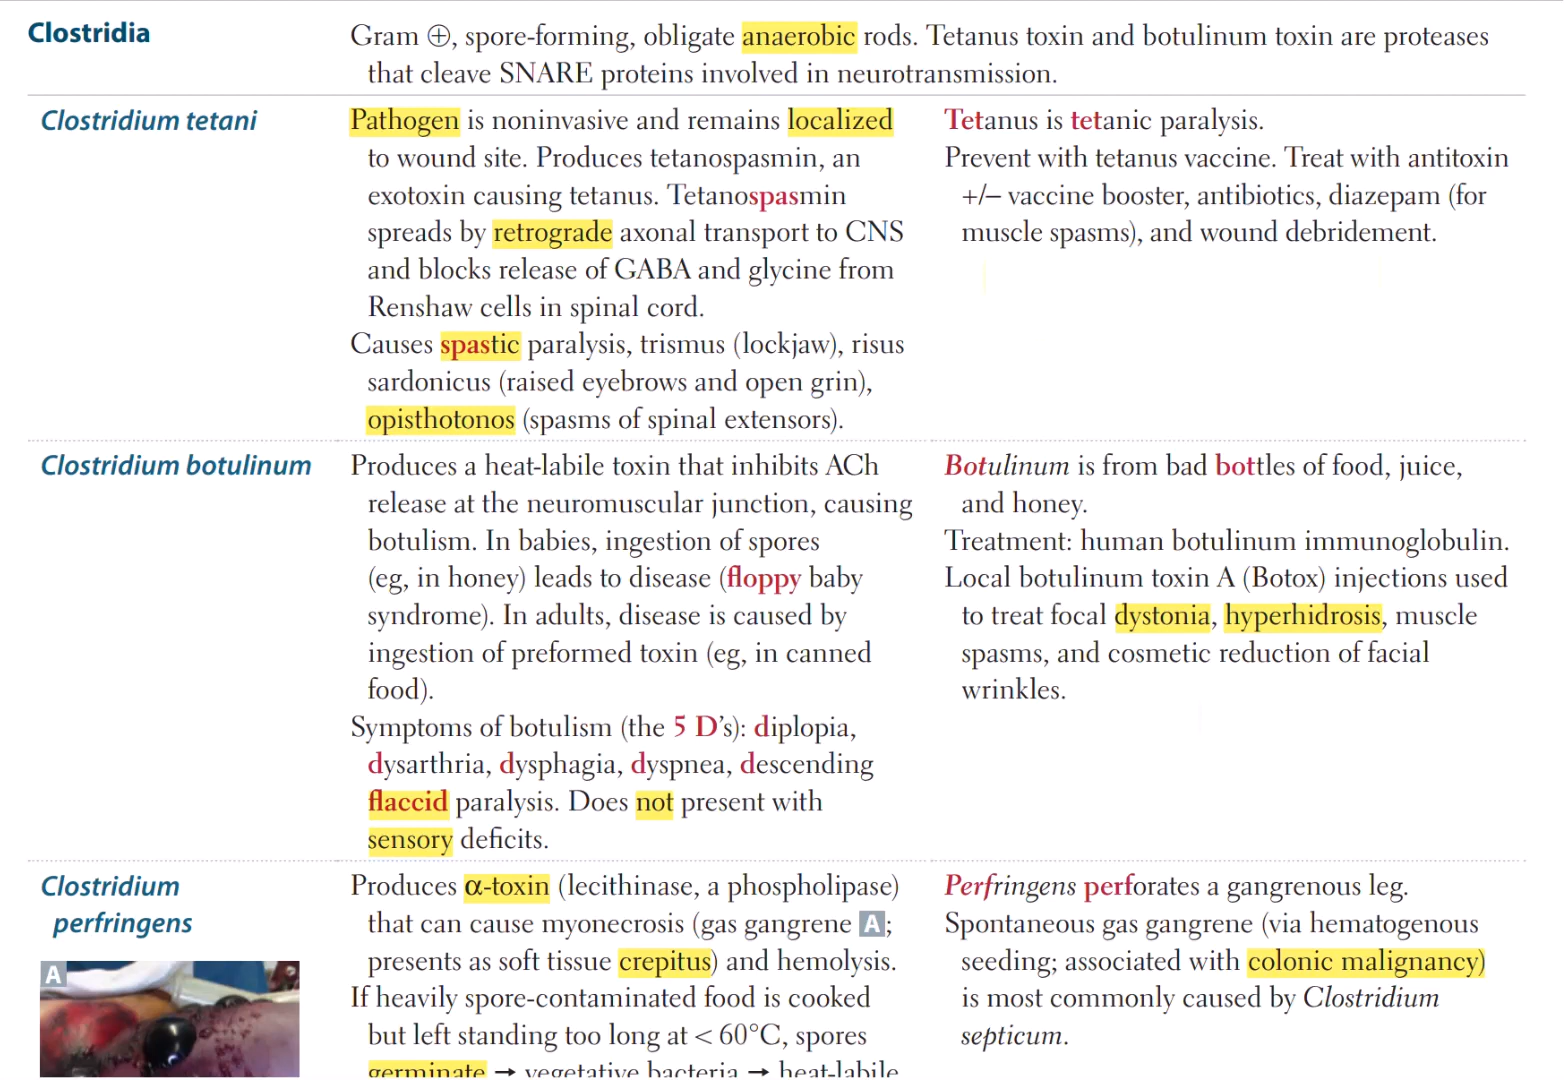 Clostridia
Gram ⊕, spore-forming, obligate anaerobic rods. Tetanus toxin and botulinum toxin are proteases
that cleave SNARE proteins involved in neurotransmission.
Clostridium tetani
Pathogen is noninvasive and remains localized
to wound site. Produces tetanospasmin, an
exotoxin causing tetanus. Tetanospasmin
spreads by retrograde axonal transport to CNS
and blocks release of GABA and glycine from
Renshaw cells in spinal cord.
Causes spastic paralysis, trismus (lockjaw), risus
sardonicus (raised eyebrows and open grin),
opisthotonos (spasms of spinal extensors).
Tetanus is tetanic paralysis.
Prevent with tetanus vaccine. Treat with antitoxin
+/− vaccine booster, antibiotics, diazepam (for
muscle spasms), and wound debridement.
Clostridium botulinum
Produces a heat-labile toxin that inhibits ACh
release at the neuromuscular junction, causing
botulism. In babies, ingestion of spores
(eg, in honey) leads to disease (floppy baby
syndrome). In adults, disease is caused by
ingestion of preformed toxin (eg, in canned
food).
Symptoms of botulism (the 5 D's): diplopia,
dysarthria, dysphagia, dyspnea, descending
flaccid paralysis. Does not present with
sensory deficits.
Botulinum is from bad bottles of food, juice,
and honey.
Treatment: human botulinum immunoglobulin.
Local botulinum toxin A (Botox) injections used
to treat focal dystonia, hyperhidrosis, muscle
spasms, and cosmetic reduction of facial
wrinkles.
Clostridium
perfringens
A
Produces α-toxin (lecithinase, a phospholipase)
that can cause myonecrosis (gas gangrene A;
presents as soft tissue crepitus) and hemolysis.
If heavily spore-contaminated food is cooked
but left standing too long at < 60°C, spores
germinate → vegetative bacteria → heat-labile
Perfringens perforates a gangrenous leg.
Spontaneous gas gangrene (via hematogenous
seeding; associated with colonic malignancy)
is most commonly caused by Clostridium
septicum.